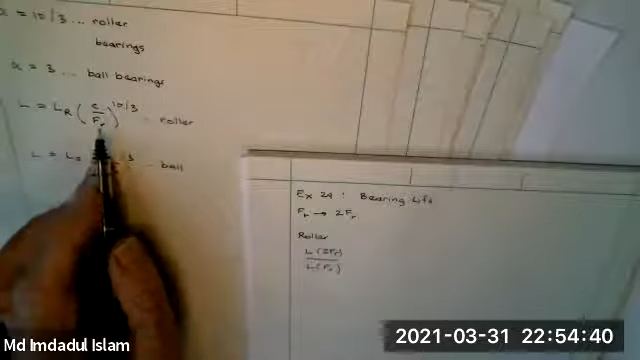 α = 10/3 ... roller
bearings
α = 3 ... ball bearings
L = L_R (C/F_r)^10/3 .. roller
L = L 3 ... ball
Ex 24 : Bearing Life
F_r → 2F_r
Roller
L(2F_r)
L(F_r)
Md Imdadul Islam
2021-03-31 22:54:40